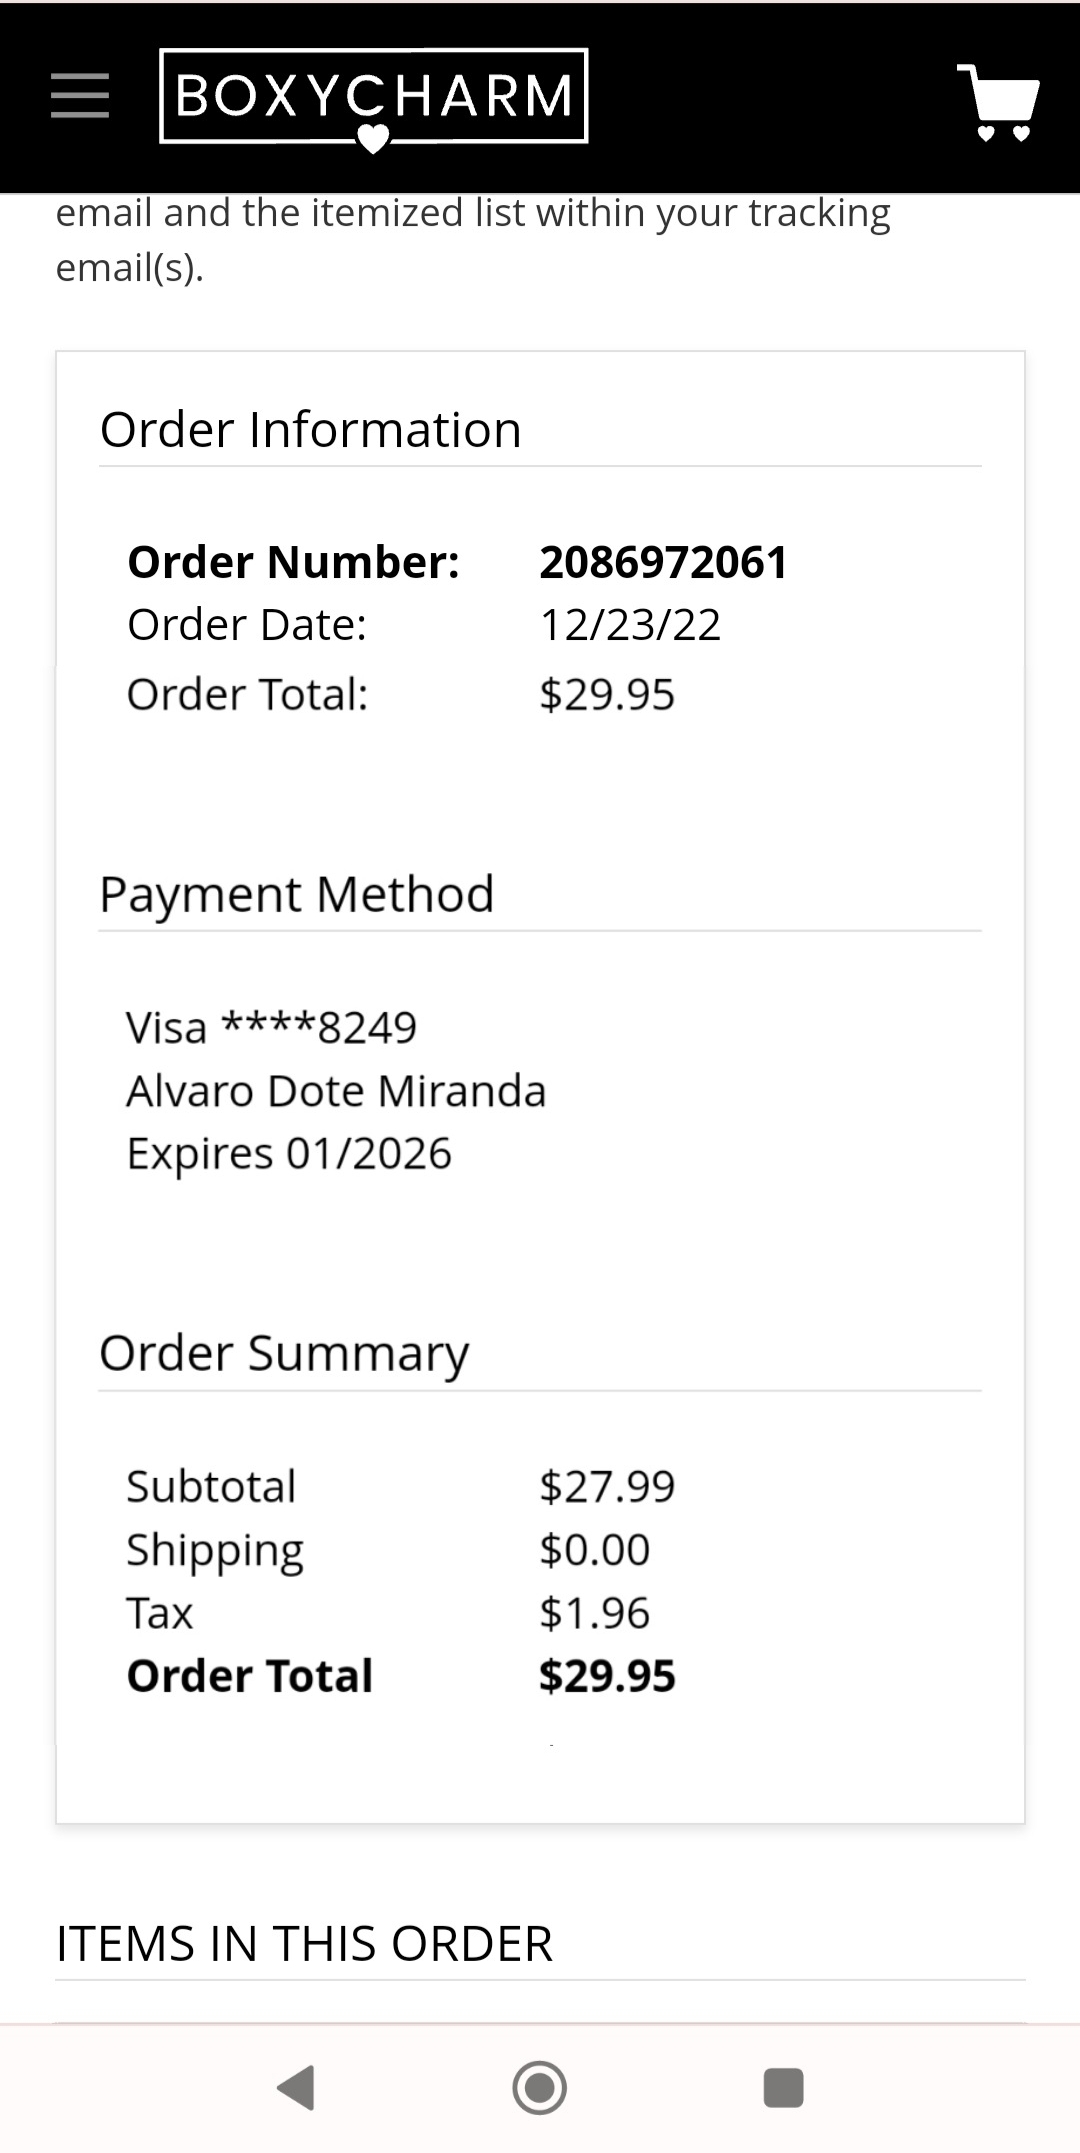 BOXYCHARM
email and the itemized list within your tracking
email(s).
Order Information
Order Number: 2086972061
Order Date: 12/23/22
Order Total: $29.95
Payment Method
Visa ****8249
Alvaro Dote Miranda
Expires 01/2026
Order Summary
Subtotal $27.99
Shipping $0.00
Tax $1.96
Order Total $29.95
ITEMS IN THIS ORDER